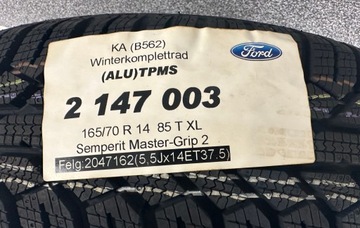 KA (B562)
Winterkomplettrad
(ALU)TPMS
Ford
2 147 003
165/70 R 14 85 T XL
Semperit Master-Grip 2
Felg:2047162(5,5Jx14ET37.5)